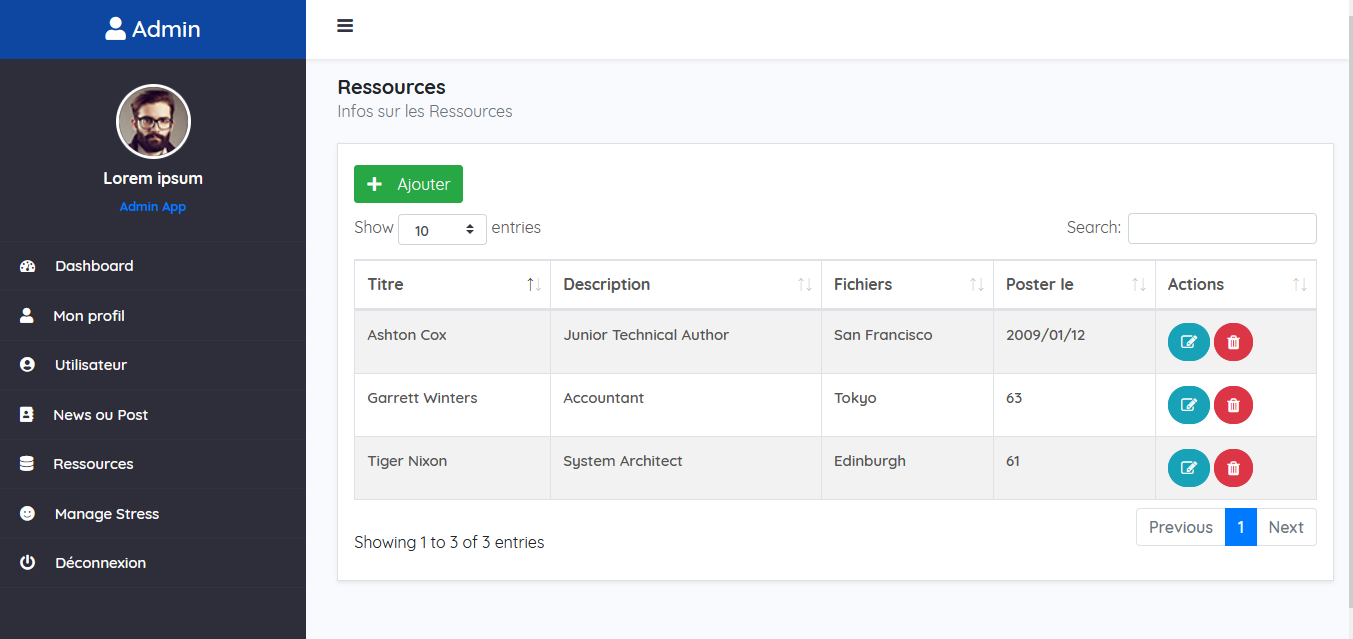 Admin
Lorem ipsum
Admin App
Dashboard
Mon profil
Utilisateur
News ou Post
Ressources
Manage Stress
Déconnexion
Ressources
Infos sur les Ressources
Ajouter
Show 10 entries Search:
Titre Description Fichiers Poster le Actions
Ashton Cox Junior Technical Author San Francisco 2009/01/12
Garrett Winters Accountant Tokyo 63
Tiger Nixon System Architect Edinburgh 61
Showing 1 to 3 of 3 entries
Previous 1 Next